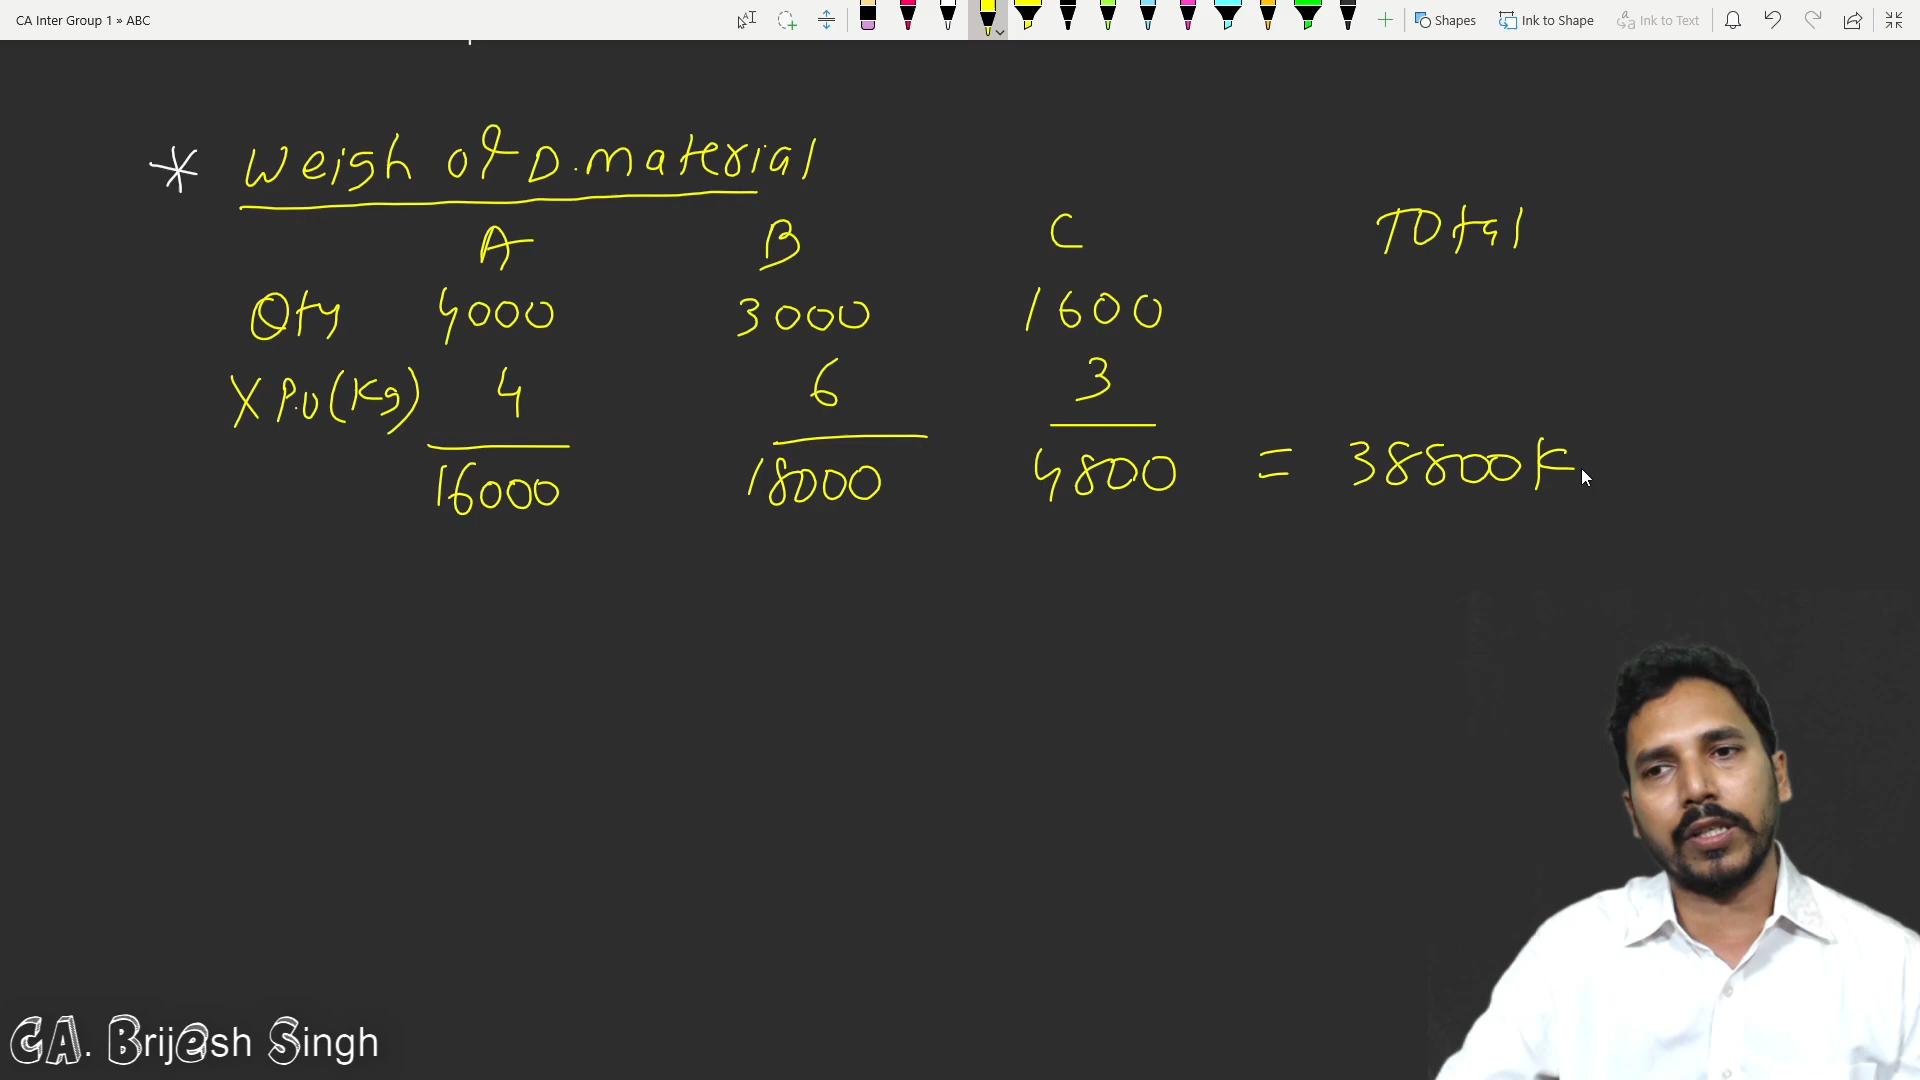 CA Inter Group 1 » ABC
Shapes Ink to Shape Ink to Text
* Weigh of D.material
A B C Total
Qty 4000 3000 1600
X P.U(Kg) 4 6 3
16000 18000 4800 = 38800K
CA. Brijesh Singh